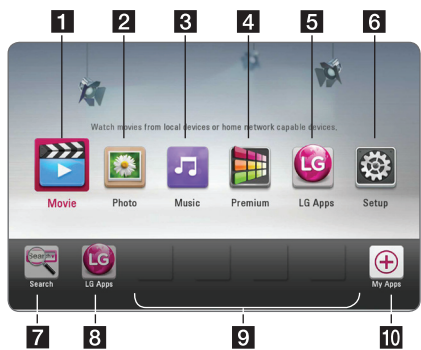 1 2 3 4 5 6
Watch movies from local devices or home network capable devices.
LG
Movie Photo Music Premium LG Apps Setup
Search LG
Search LG Apps My Apps
7 8 9 10